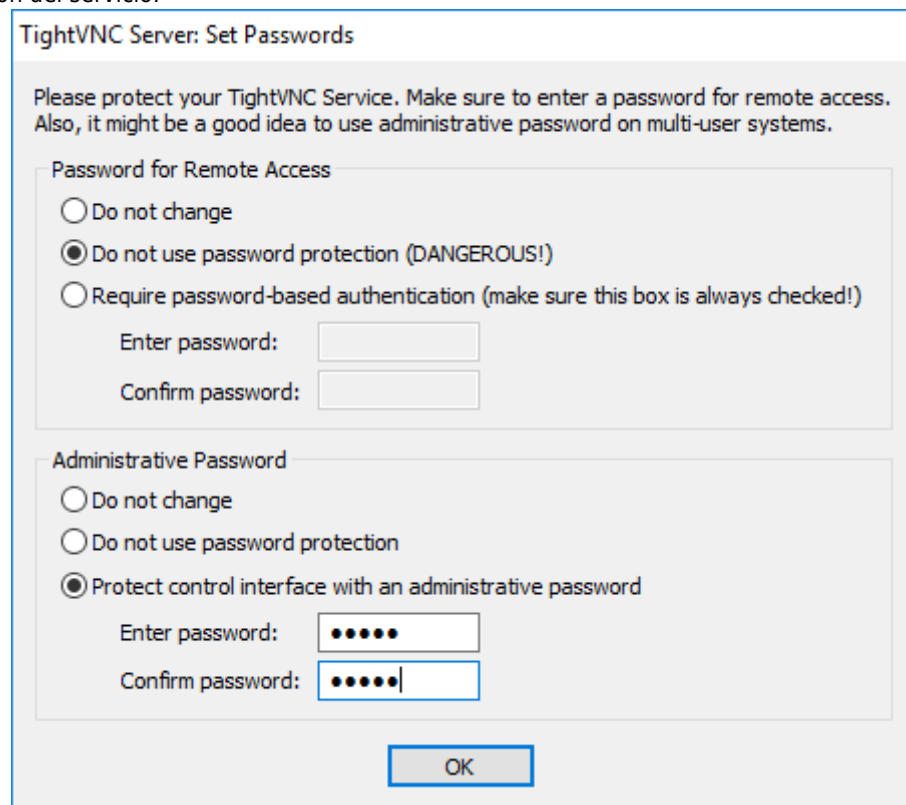 del servicio.
TightVNC Server: Set Passwords
Please protect your TightVNC Service. Make sure to enter a password for remote access.
Also, it might be a good idea to use administrative password on multi-user systems.
Password for Remote Access
Do not change
Do not use password protection (DANGEROUS!)
Require password-based authentication (make sure this box is always checked!)
Enter password:
Confirm password:
Administrative Password
Do not change
Do not use password protection
Protect control interface with an administrative password
Enter password: •••••
Confirm password: •••••
OK